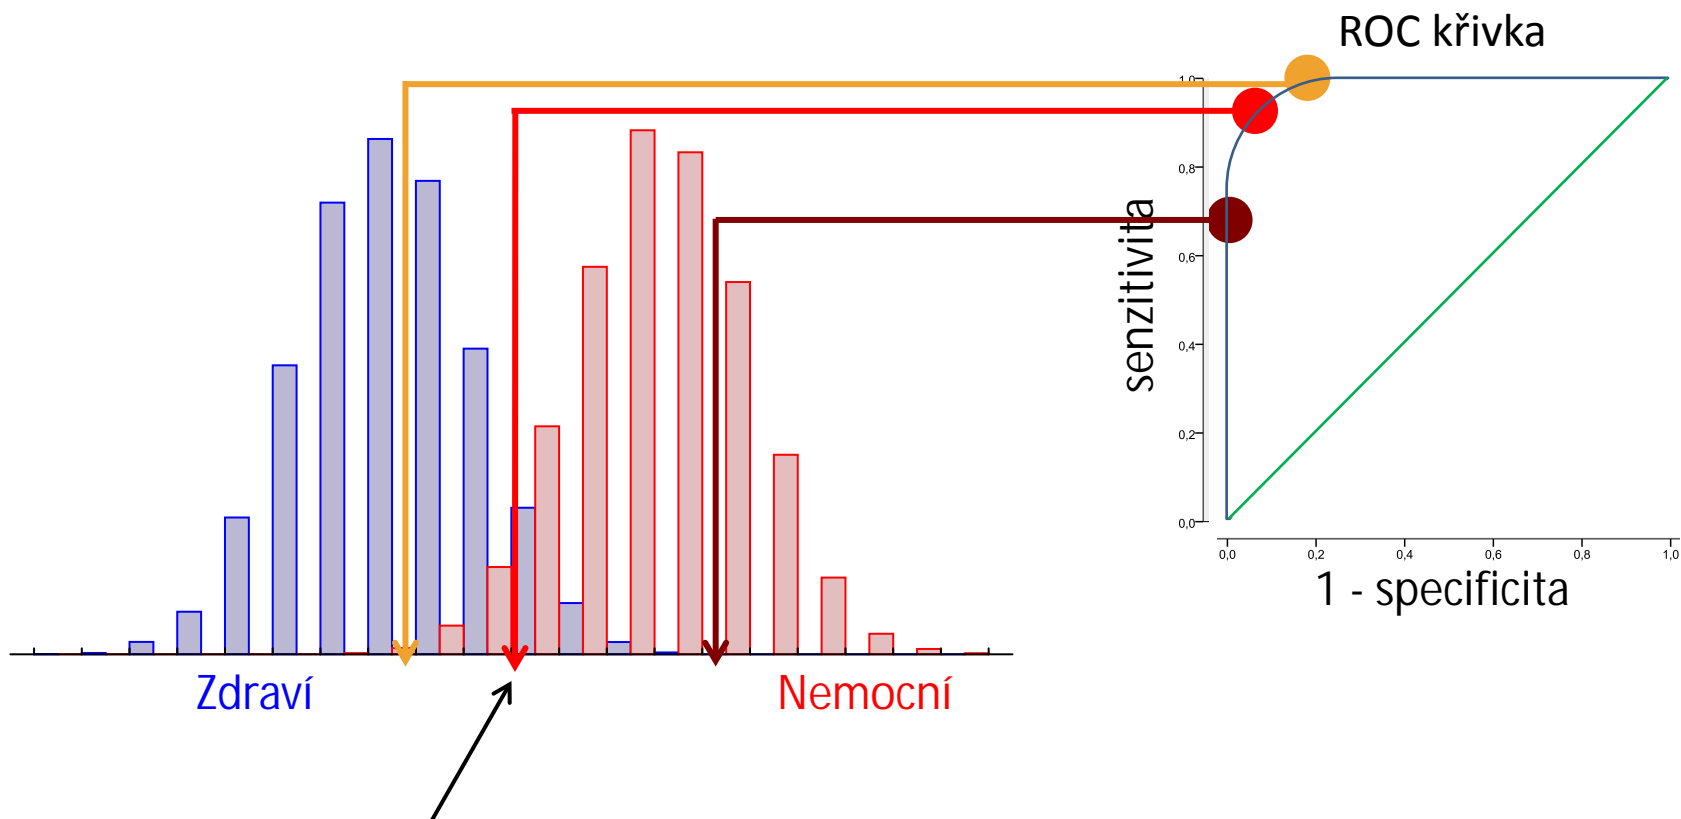 ROC křivka
1,0
0,8
0,6
0,4
0,2
0,0
senzitivita
0,0 0,2 0,4 0,6 0,8 1,0
1 - specificita
Zdraví Nemocní